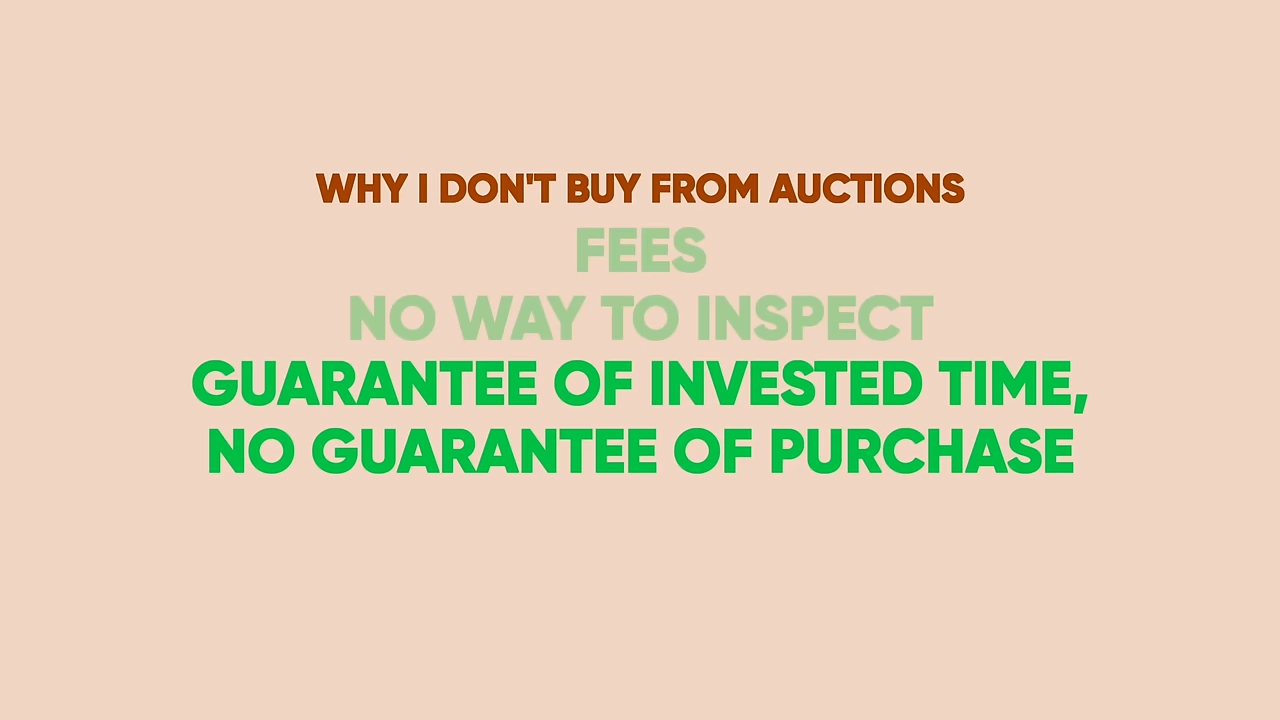 WHY I DON'T BUY FROM AUCTIONS
FEES
NO WAY TO INSPECT
GUARANTEE OF INVESTED TIME,
NO GUARANTEE OF PURCHASE